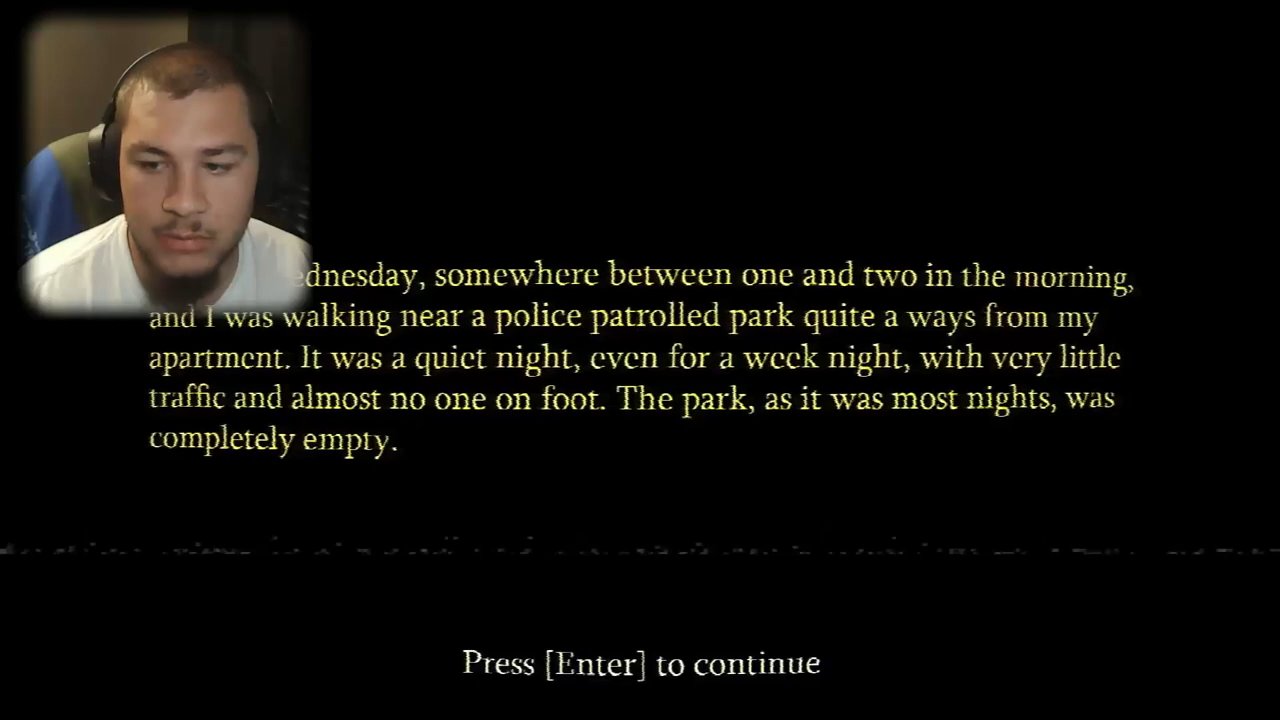 ednesday, somewhere between one and two in the morning,
and I was walking near a police patrolled park quite a ways from my
apartment. It was a quiet night, even for a week night, with very little
traffic and almost no one on foot. The park, as it was most nights, was
completely empty.
Press [Enter] to continue